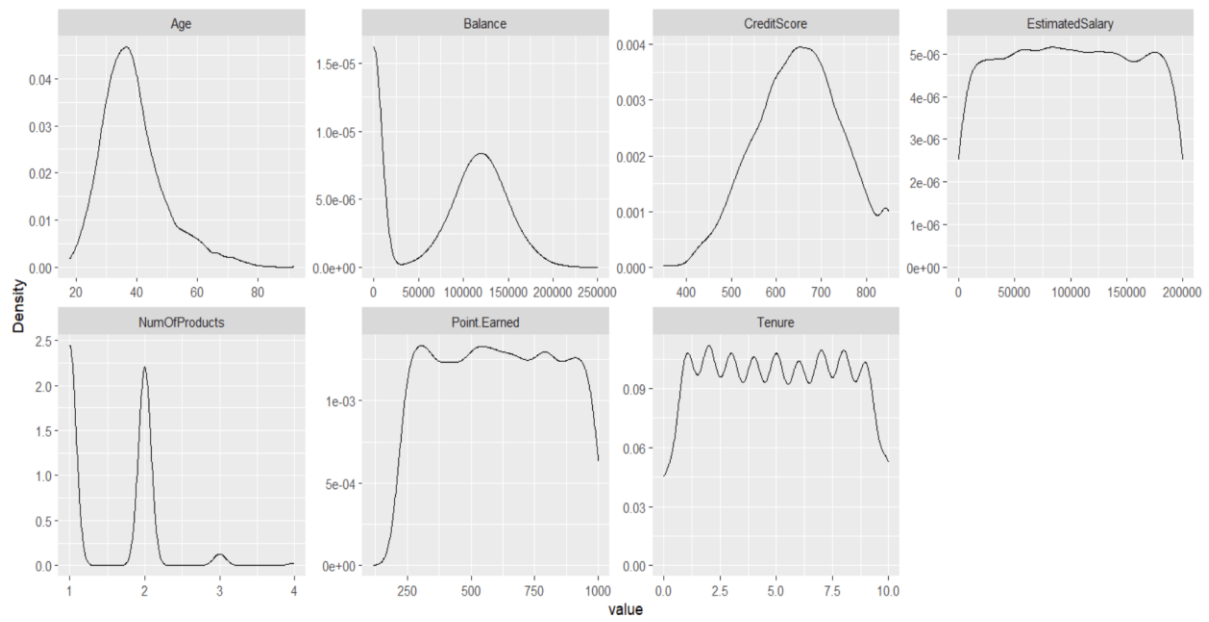 Age
Balance
CreditScore
EstimatedSalary
0.04
0.03
0.02
0.01
0.00
20 40 60 80
1.5e-05
1.0e-05
5.0e-06
0.0e+00
0 50000 100000 150000 200000 250000
0.004
0.003
0.002
0.001
0.000
400 500 600 700 800
5e-06
4e-06
3e-06
2e-06
1e-06
0e+00
0 50000 100000 150000 200000
Density
NumOfProducts
Point.Earned
Tenure
2.5
2.0
1.5
1.0
0.5
0.0
1 2 3 4
1e-03
5e-04
0e+00
250 500 750 1000
0.09
0.06
0.03
0.00
0.0 2.5 5.0 7.5 10.0
value